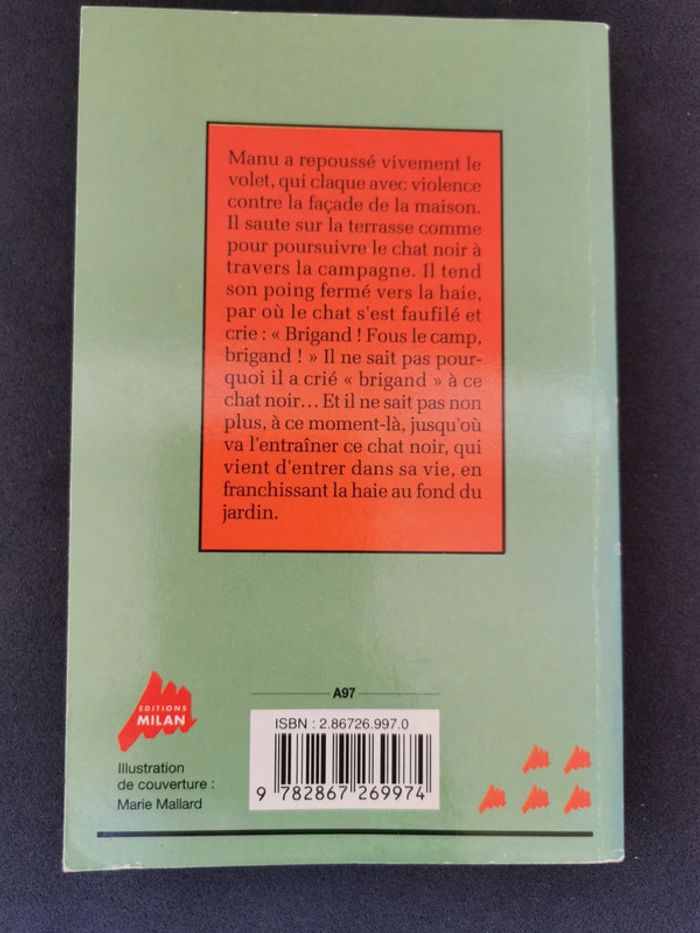 Manu a repoussé vivement le
volet, qui claque avec violence
contre la façade de la maison.
Il saute sur la terrasse comme
pour poursuivre le chat noir à
travers la campagne. Il tend
son poing fermé vers la haie,
par où le chat s'est faufilé et
crie : « Brigand ! Fous le camp,
brigand ! » Il ne sait pas pour-
quoi il a crié « brigand » à ce
chat noir... Et il ne sait pas non
plus, à ce moment-là, jusqu'où
va l'entraîner ce chat noir, qui
vient d'entrer dans sa vie, en
franchissant la haie au fond du
jardin.
EDITIONS
MILAN
Illustration
de couverture :
Marie Mallard
A97
ISBN : 2.86726.997.0
9 782867 269974